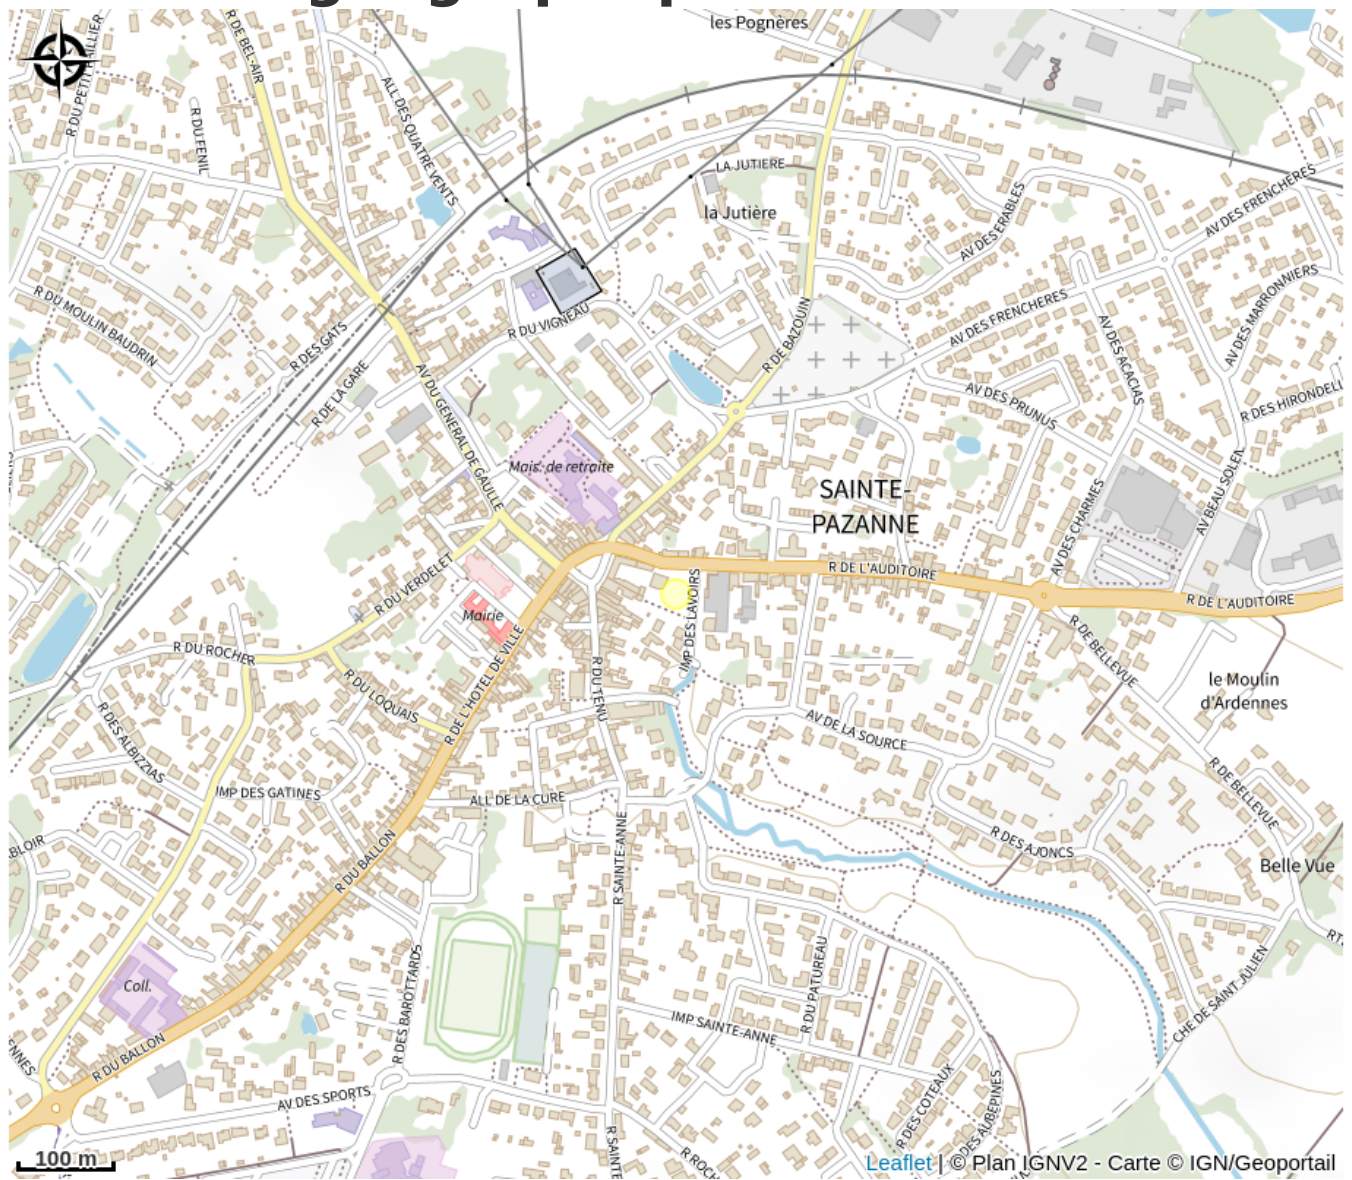 les Pognères
R DE BEL-AIR
R DU FENIL
ALL DES QUATRE VENTS
LA JUTIERE
la Jutière
AV DES FRENCHERES
AV DES ERABLES
R DU MOULIN BAUDRIN
R DES GATS
R DE LA GARE
R DU VIGNEAU
R DE BAZOUIN
AV DES FRENCHERES
AV DES MARRONNIERS
AV DES ACACIAS
AV DU GENERAL DE GAULLE
AV DES PRUNUS
R DES HIRONDELL
Mais. de retraite
SAINTE-
PAZANNE
AV DES CHARMES
AV BEAU SOLEIL
R DU VERDELET
Mairie
R DE L'AUDITOIRE
R DE L'AUDITOIRE
IMP DES LAVOIRS
R DU ROCHER
R DU LOQUAIS
R DE L'HOTEL DE VILLE
R DU TENU
R DE BELLEVUE
le Moulin
d'Ardennes
R DES ALBIZZIAS
AV DE LA SOURCE
IMP DES GATINES
ALL DE LA CURE
R DE BELLEVUE
BLOIR
R DU BALLON
R SAINTE-ANNE
R DES AJONCS
Belle Vue
RT
Coll.
R DES BAROTTARDS
R DU PATUREAU
CHE DE SAINT JULIEN
IMP SAINTE-ANNE
ENNES
R DU BALLON
AV DES SPORTS
R DES COTEAUX
DES AUBEPINES
R SAINTE
R ROCH
100 m
Leaflet | © Plan IGNV2 - Carte © IGN/Geoportail